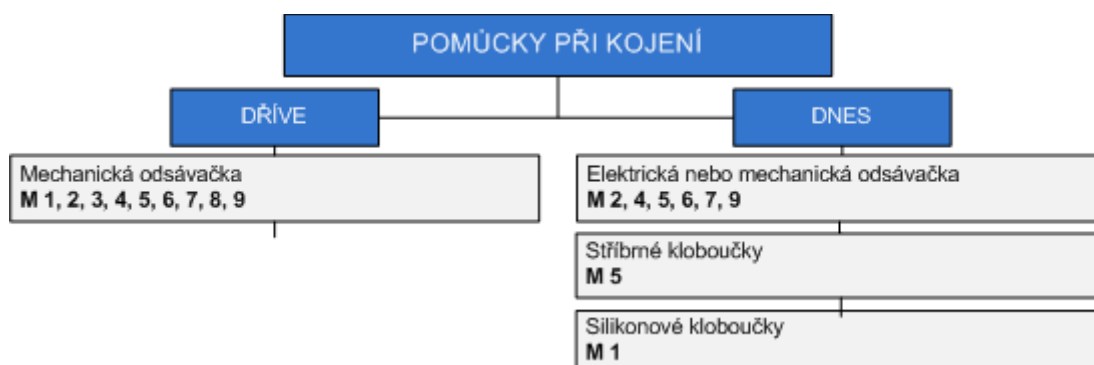 POMŮCKY PŘI KOJENÍ
DŘÍVE
Mechanická odsávačka
M 1, 2, 3, 4, 5, 6, 7, 8, 9
DNES
Elektrická nebo mechanická odsávačka
M 2, 4, 5, 6, 7, 9
Stříbrné kloboučky
M 5
Silikonové kloboučky
M 1